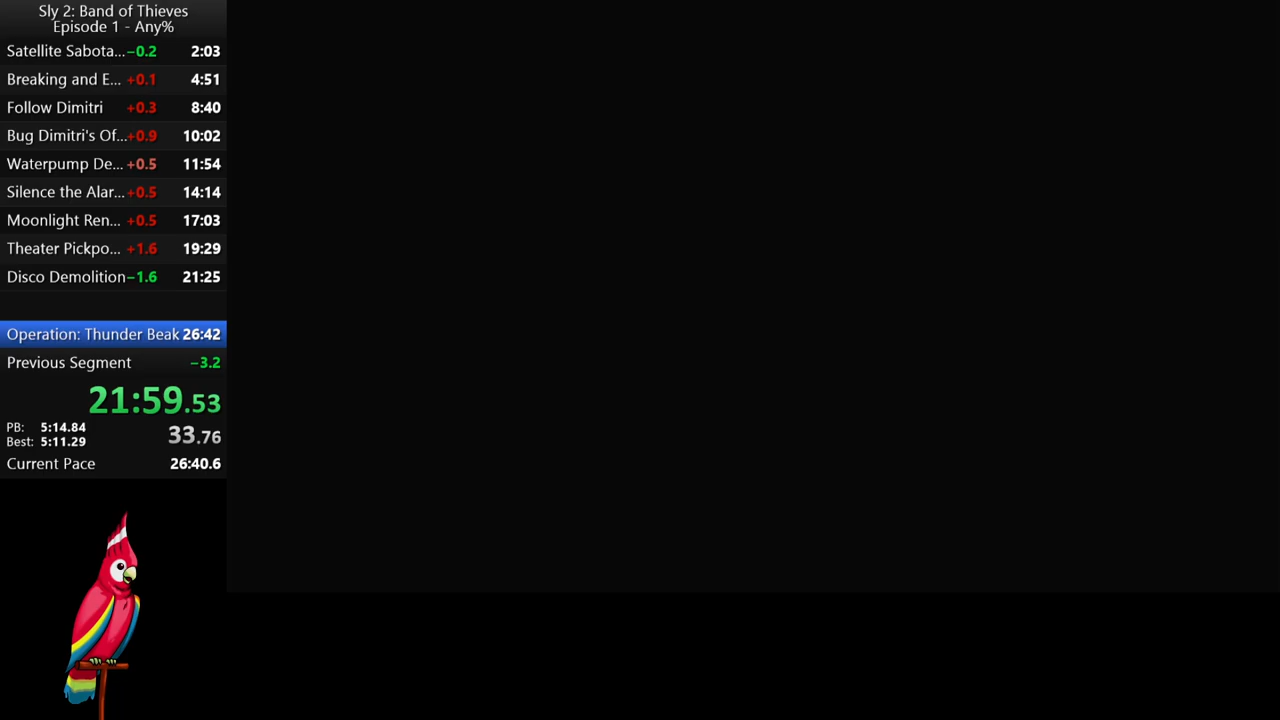 Sly 2: Band of Thieves
Episode 1 - Any%
Satellite Sabota... −0.2 2:03
Breaking and E... +0.1 4:51
Follow Dimitri +0.3 8:40
Bug Dimitri's Of... +0.9 10:02
Waterpump De... +0.5 11:54
Silence the Alar... +0.5 14:14
Moonlight Ren... +0.5 17:03
Theater Pickpo... +1.6 19:29
Disco Demolition −1.6 21:25
Operation: Thunder Beak 26:42
Previous Segment −3.2
21:59.53
PB: 5:14.84
Best: 5:11.29
33.76
Current Pace 26:40.6